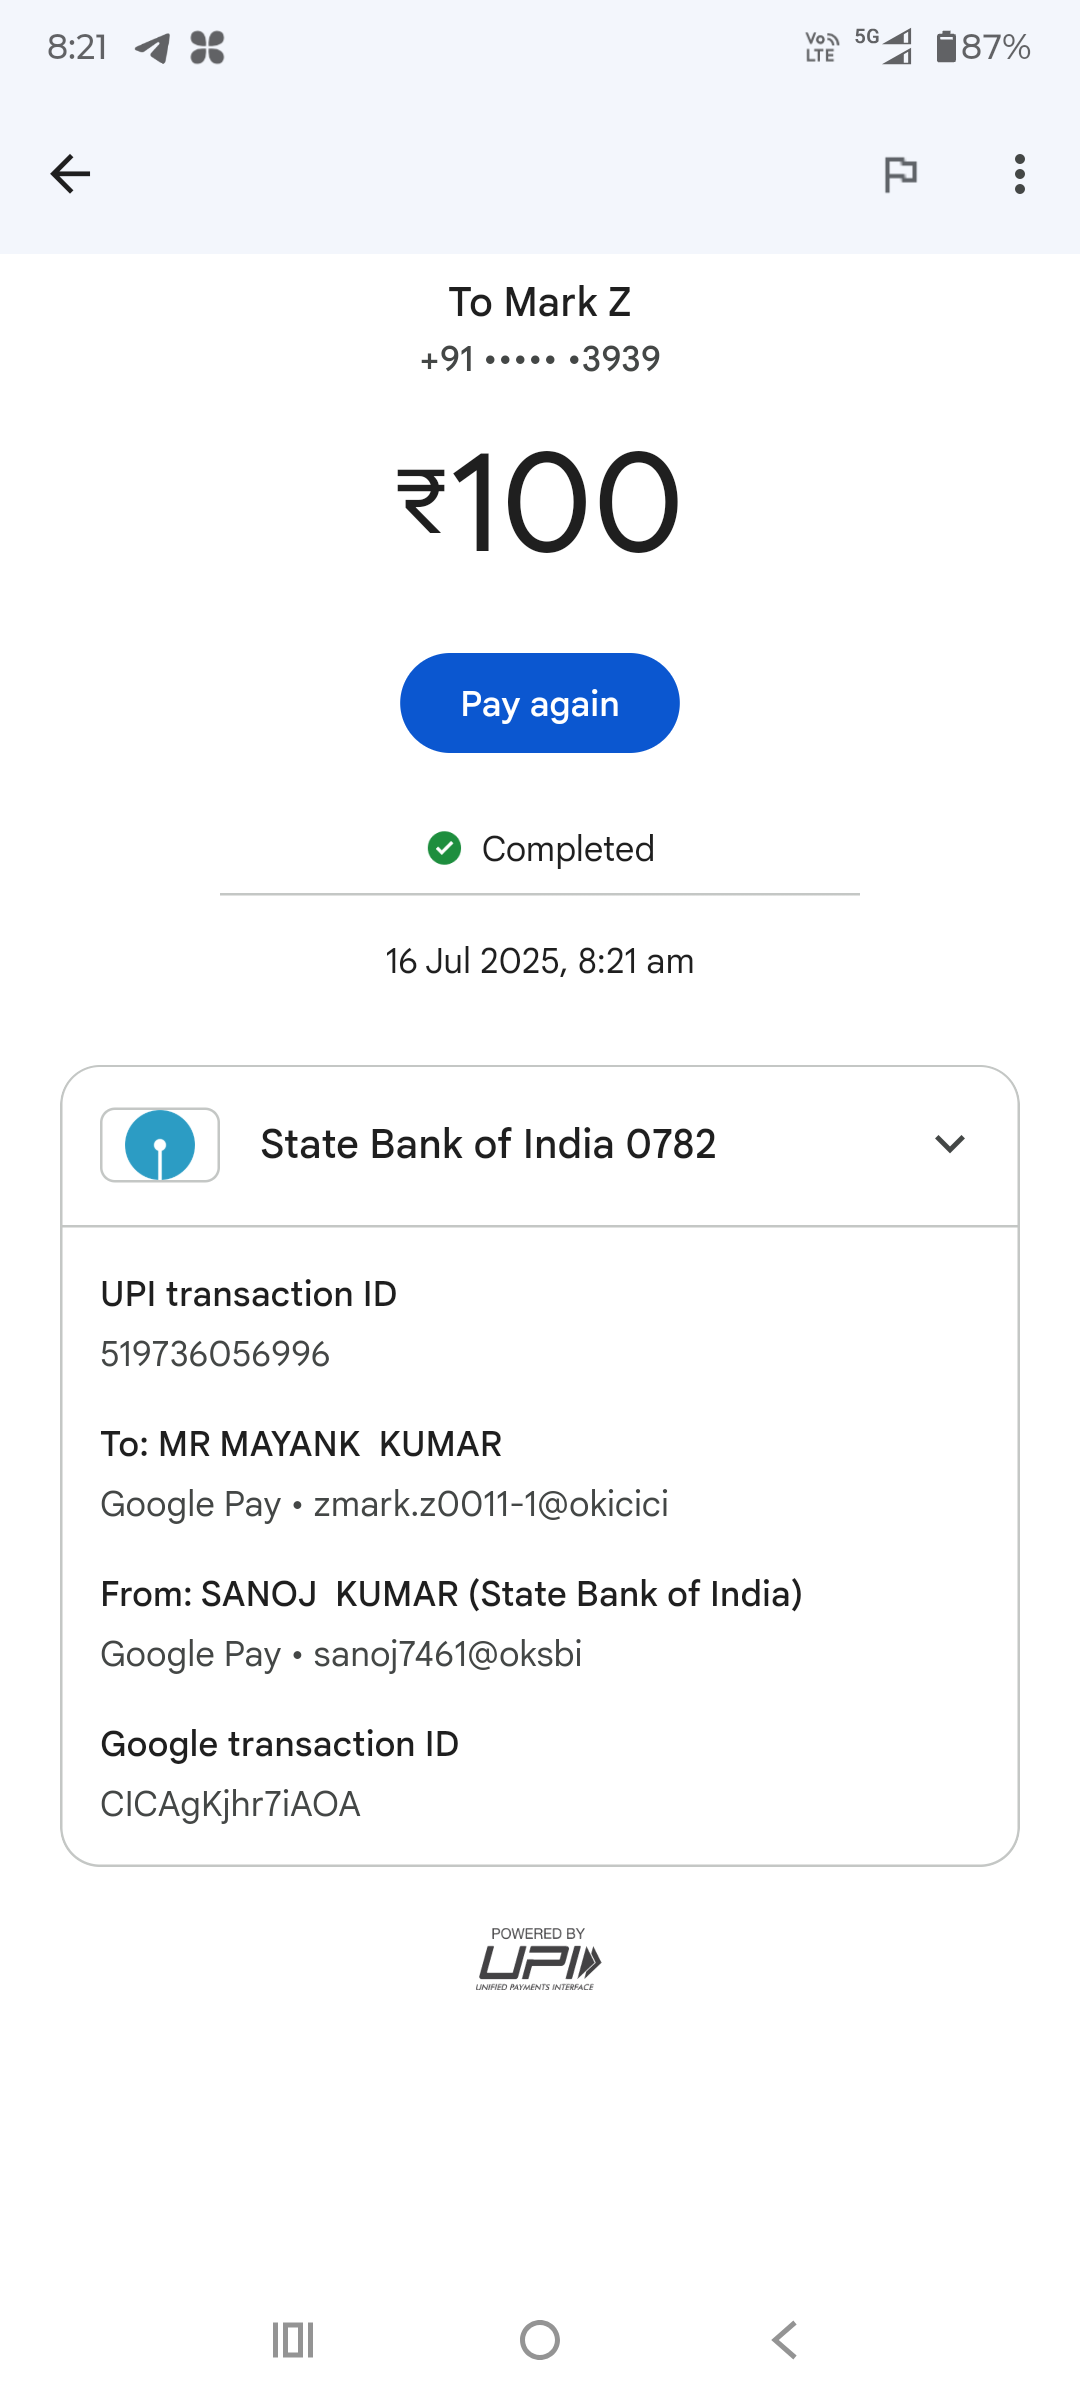 8:21
Vo LTE 5G 87%
To Mark Z
+91 ••••• •3939
₹100
Pay again
Completed
16 Jul 2025, 8:21 am
State Bank of India 0782
UPI transaction ID
519736056996
To: MR MAYANK  KUMAR
Google Pay • zmark.z0011-1@okicici
From: SANOJ  KUMAR (State Bank of India)
Google Pay • sanoj7461@oksbi
Google transaction ID
CICAgKjhr7iAOA
POWERED BY
UPI
UNIFIED PAYMENTS INTERFACE